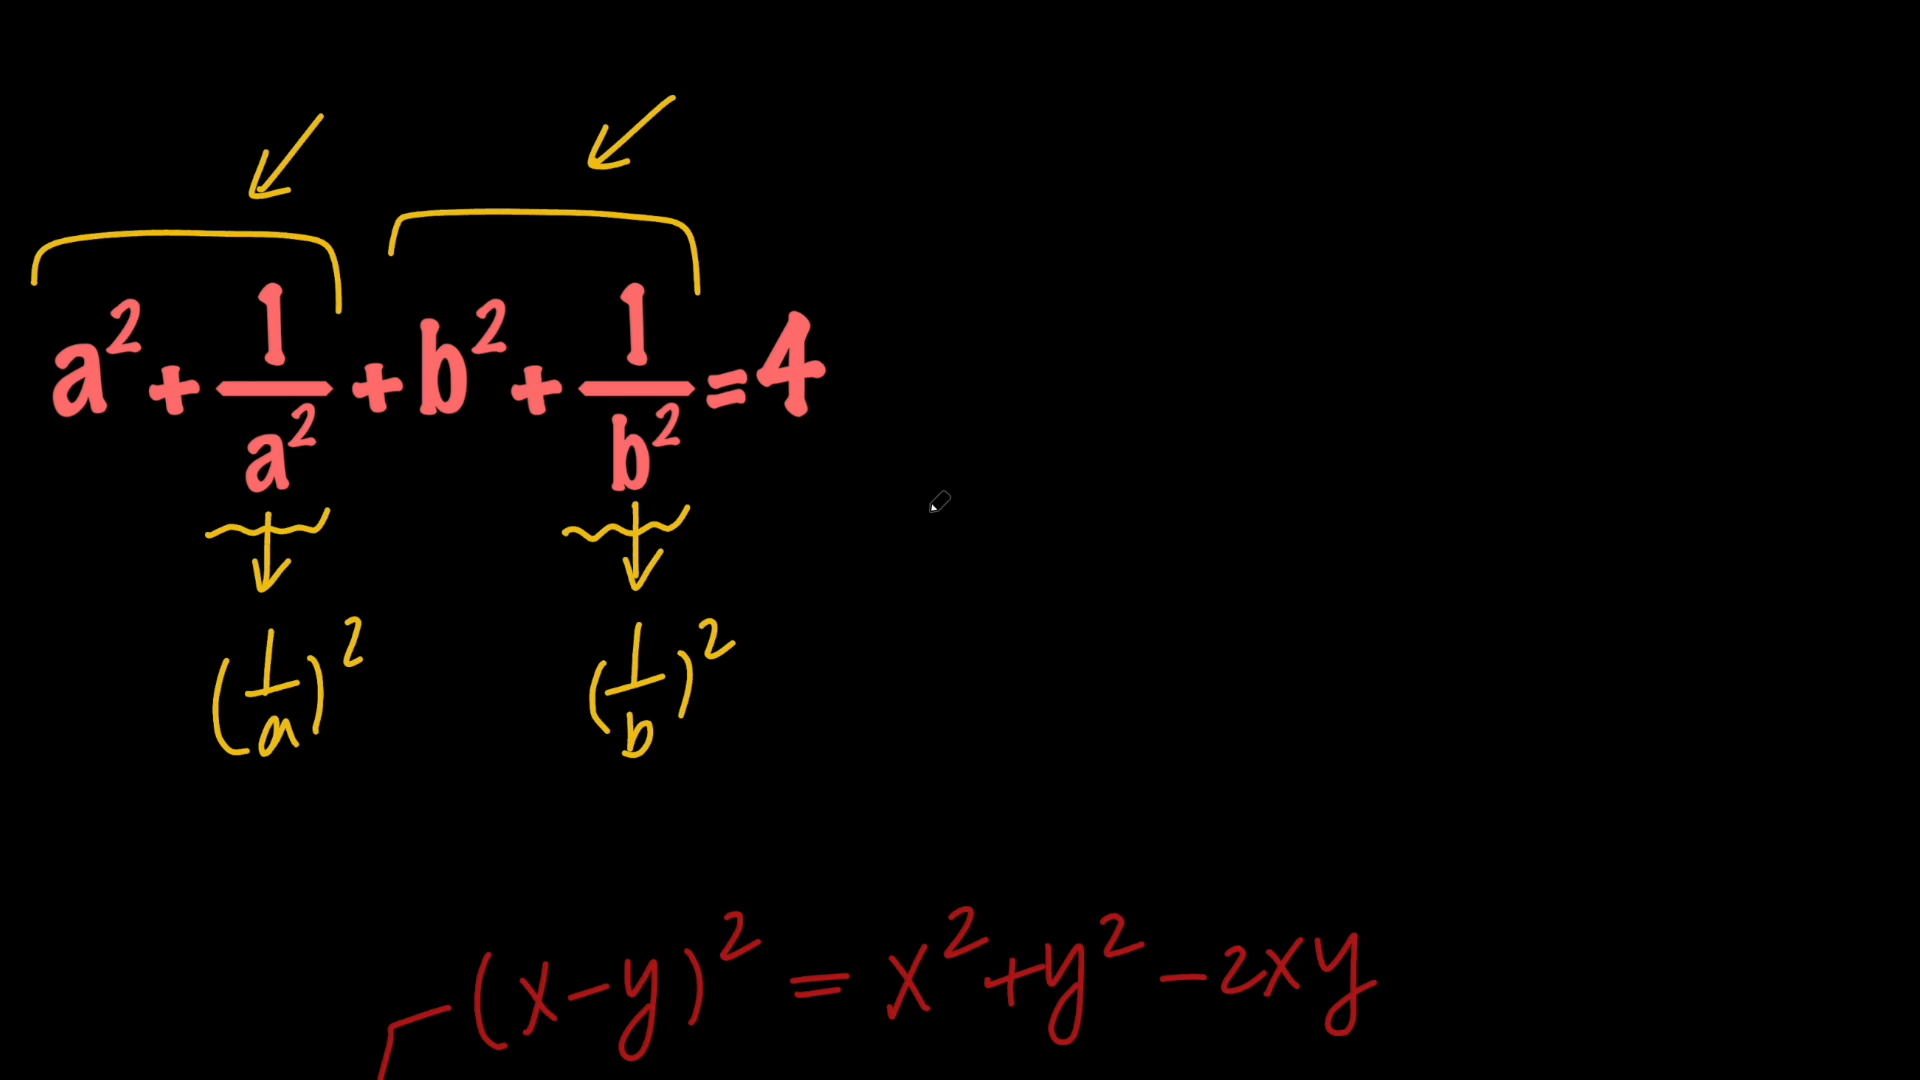 a² + 1/a² + b² + 1/b² = 4
(1/a)² (1/b)²
(x-y)² = x² + y² - 2xy